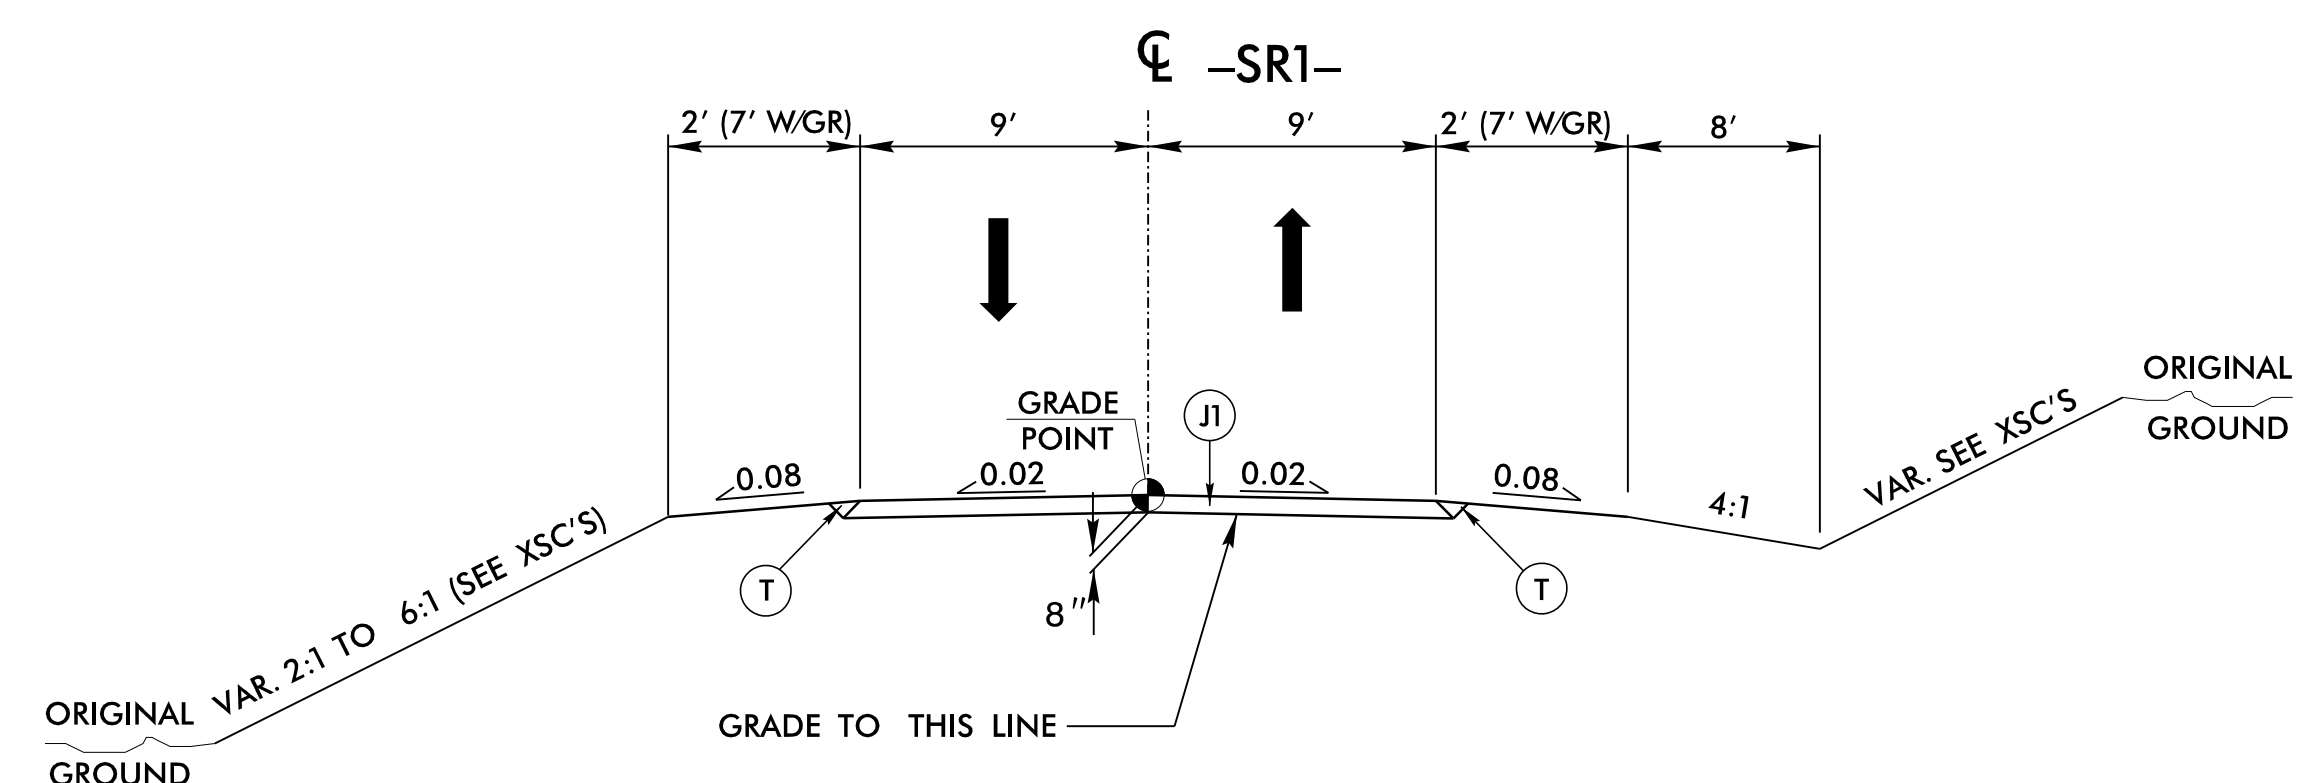 ℄ –SR1–
2' (7' W/GR) 9' 9' 2' (7' W/GR) 8'
ORIGINAL
GROUND
VAR. SEE XSC'S
GRADE
POINT
J1
0.08 0.02 0.02 0.08 4:1
VAR. 2:1 TO 6:1 (SEE XSC'S)
T T
8"
ORIGINAL
GROUND
GRADE TO THIS LINE